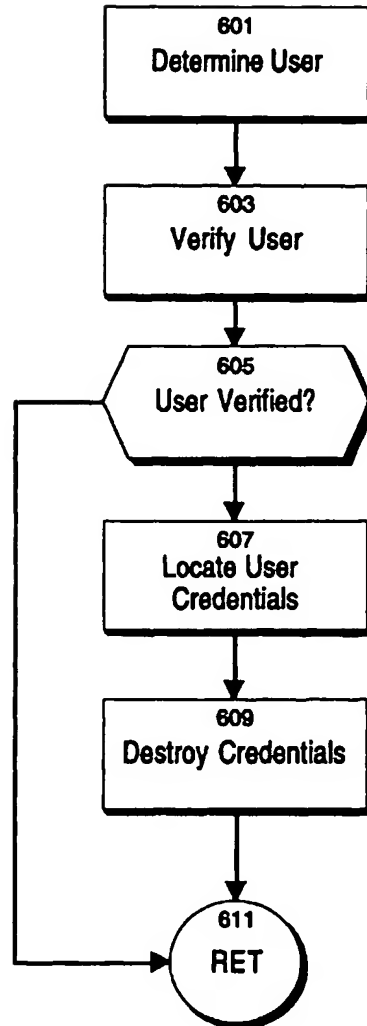 601
Determine User
603
Verify User
605
User Verified?
607
Locate User
Credentials
609
Destroy Credentials
611
RET